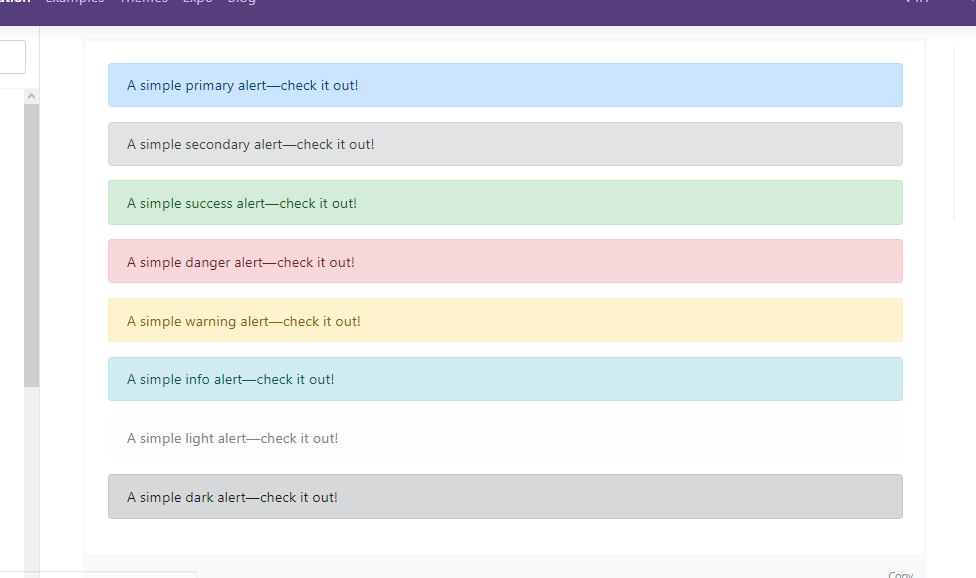 Examples Themes Expo Blog
A simple primary alert—check it out!
A simple secondary alert—check it out!
A simple success alert—check it out!
A simple danger alert—check it out!
A simple warning alert—check it out!
A simple info alert—check it out!
A simple light alert—check it out!
A simple dark alert—check it out!
Copy